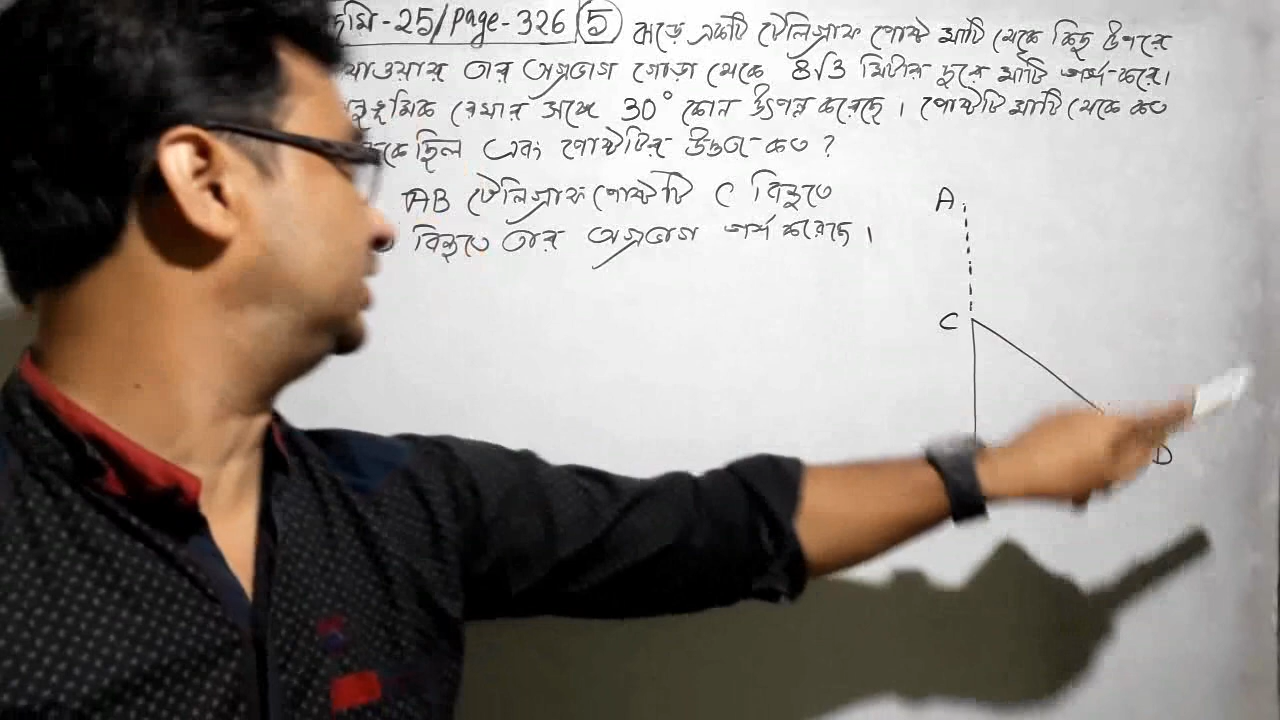 মি-25/Page-326 5 ঝড়ে একটি টেলিগ্রাফ পোস্ট মাটি থেকে কিছু উপরে
যাওয়ায় তার অগ্রভাগ গোড়া থেকে 8√3 মিটার দূরে মাটি স্পর্শ করে।
অনুভূমিক রেখার সঙ্গে 30° কোন উৎপন্ন করেছে। পোস্টটি মাটি থেকে কত
ছিল এবং পোস্টটির উচ্চতা কত?
AB টেলিগ্রাফ পোস্টটি C বিন্দুতে
বিন্দুতে তার অগ্রভাগ স্পর্শ করেছে।
A
C
D